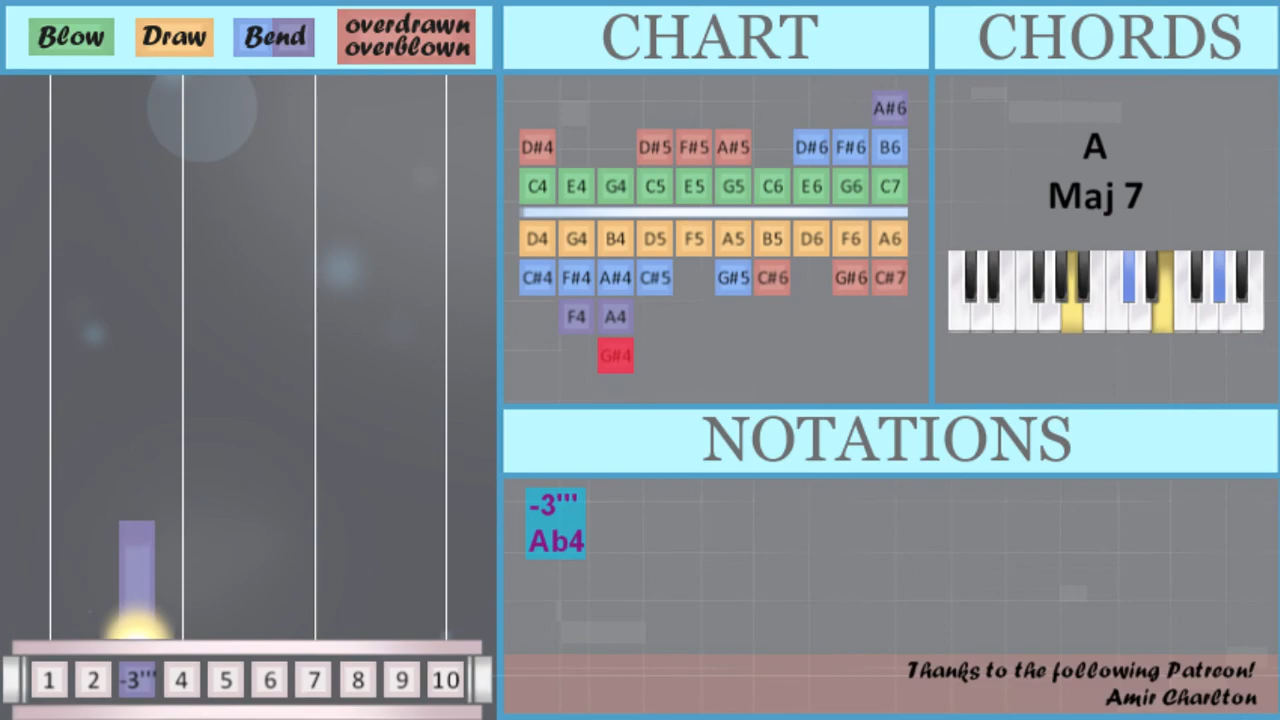 Blow Draw Bend overdrawn
overblown
CHART
CHORDS
A#6
D#4 D#5 F#5 A#5 D#6 F#6 B6
C4 E4 G4 C5 E5 G5 C6 E6 G6 C7
D4 G4 B4 D5 F5 A5 B5 D6 F6 A6
C#4 F#4 A#4 C#5 G#5 C#6 G#6 C#7
F4 A4
G#4
A
Maj 7
NOTATIONS
-3'''
Ab4
1 2 -3''' 4 5 6 7 8 9 10
Thanks to the following Patreon!
Amir Charlton